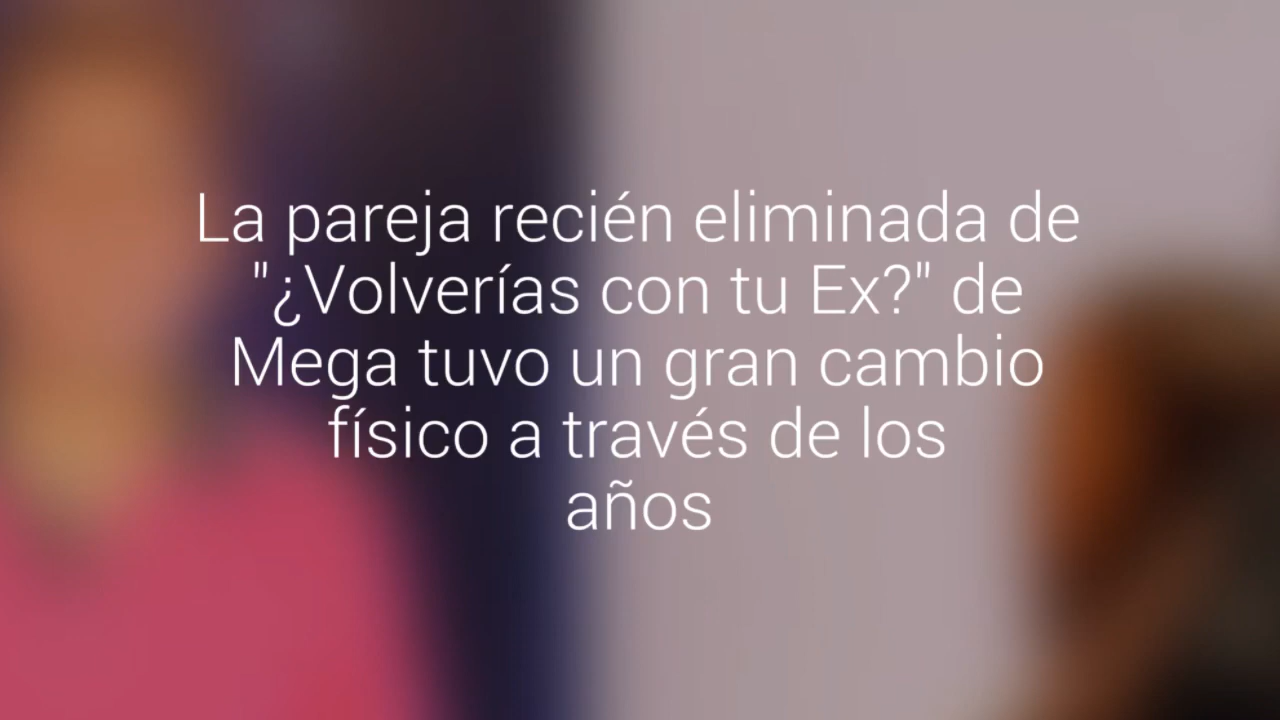 La pareja recién eliminada de
"¿Volverías con tu Ex?" de
Mega tuvo un gran cambio
físico a través de los
años